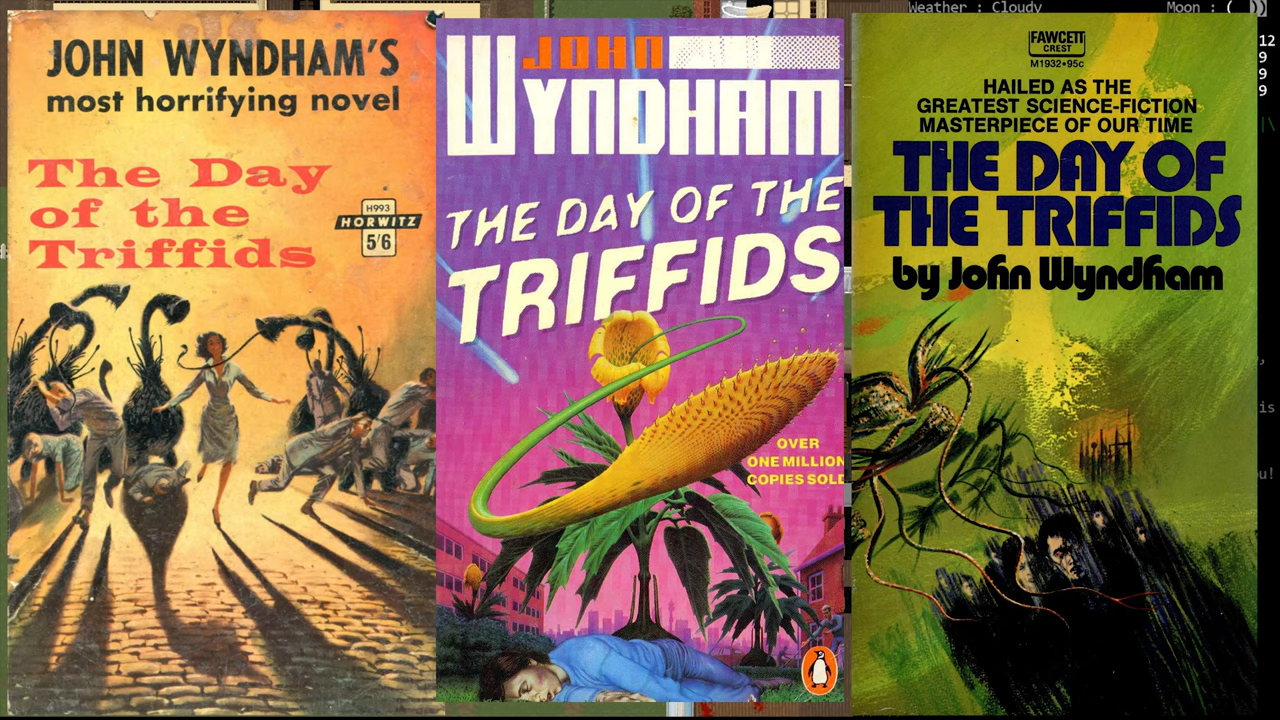 Weather : Cloudy
Moon : ( ))
12
9
9
9
is
u!
JOHN WYNDHAM'S
most horrifying novel
The Day
of the
Triffids
H993
HORWITZ
5'6
JOHN
WYNDHAM
THE DAY OF THE
TRIFFIDS
OVER
ONE MILLION
COPIES SOLD
FAWCETT
CREST
M1932•95c
HAILED AS THE
GREATEST SCIENCE-FICTION
MASTERPIECE OF OUR TIME
THE DAY OF
THE TRIFFIDS
by John Wyndham